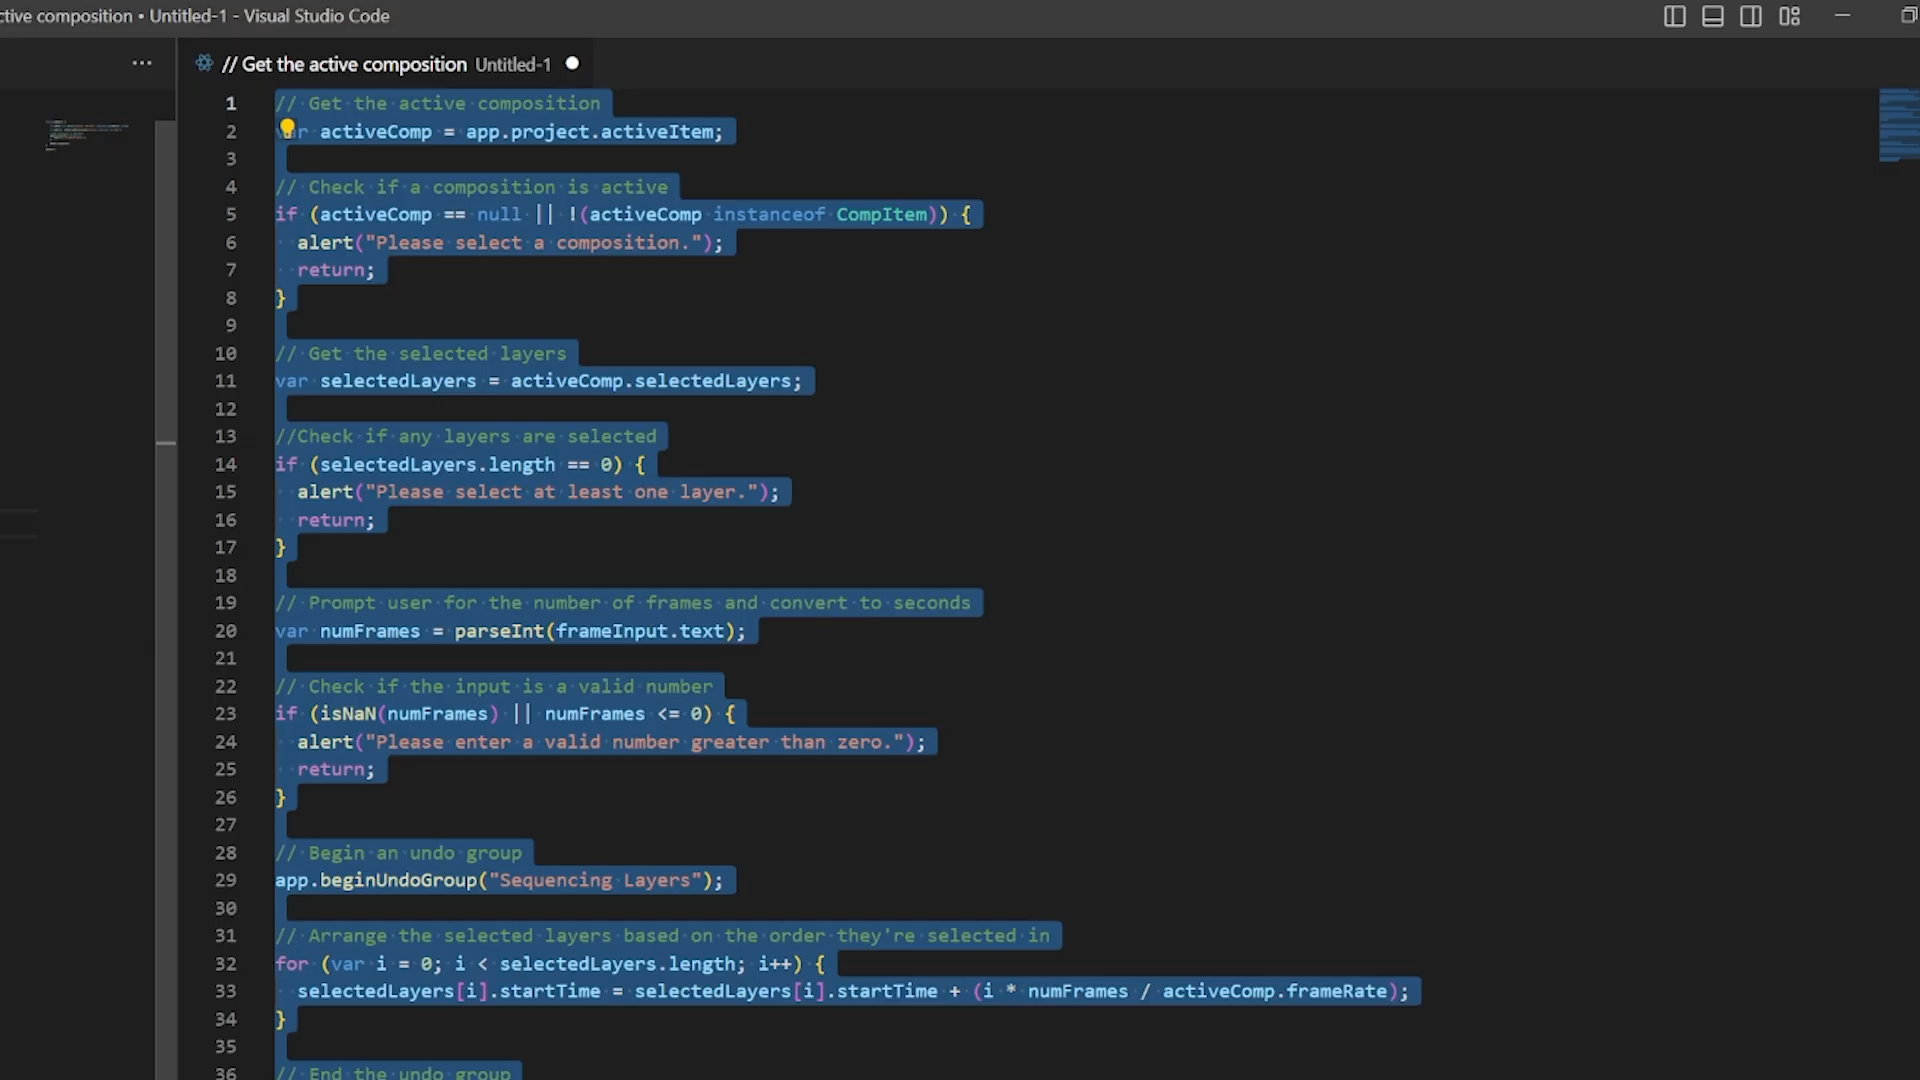 ctive composition • Untitled-1 - Visual Studio Code
··· // Get the active composition Untitled-1
1 // Get the active composition
2 var activeComp = app.project.activeItem;
3
4 // Check if a composition is active
5 if (activeComp == null || !(activeComp instanceof CompItem)) {
6 alert("Please select a composition.");
7 return;
8 }
9
10 // Get the selected layers
11 var selectedLayers = activeComp.selectedLayers;
12
13 //Check if any layers are selected
14 if (selectedLayers.length == 0) {
15 alert("Please select at least one layer.");
16 return;
17 }
18
19 // Prompt user for the number of frames and convert to seconds
20 var numFrames = parseInt(frameInput.text);
21
22 // Check if the input is a valid number
23 if (isNaN(numFrames) || numFrames <= 0) {
24 alert("Please enter a valid number greater than zero.");
25 return;
26 }
27
28 // Begin an undo group
29 app.beginUndoGroup("Sequencing Layers");
30
31 // Arrange the selected layers based on the order they're selected in
32 for (var i = 0; i < selectedLayers.length; i++) {
33 selectedLayers[i].startTime = selectedLayers[i].startTime + (i * numFrames / activeComp.frameRate);
34 }
35
36 // End the undo group